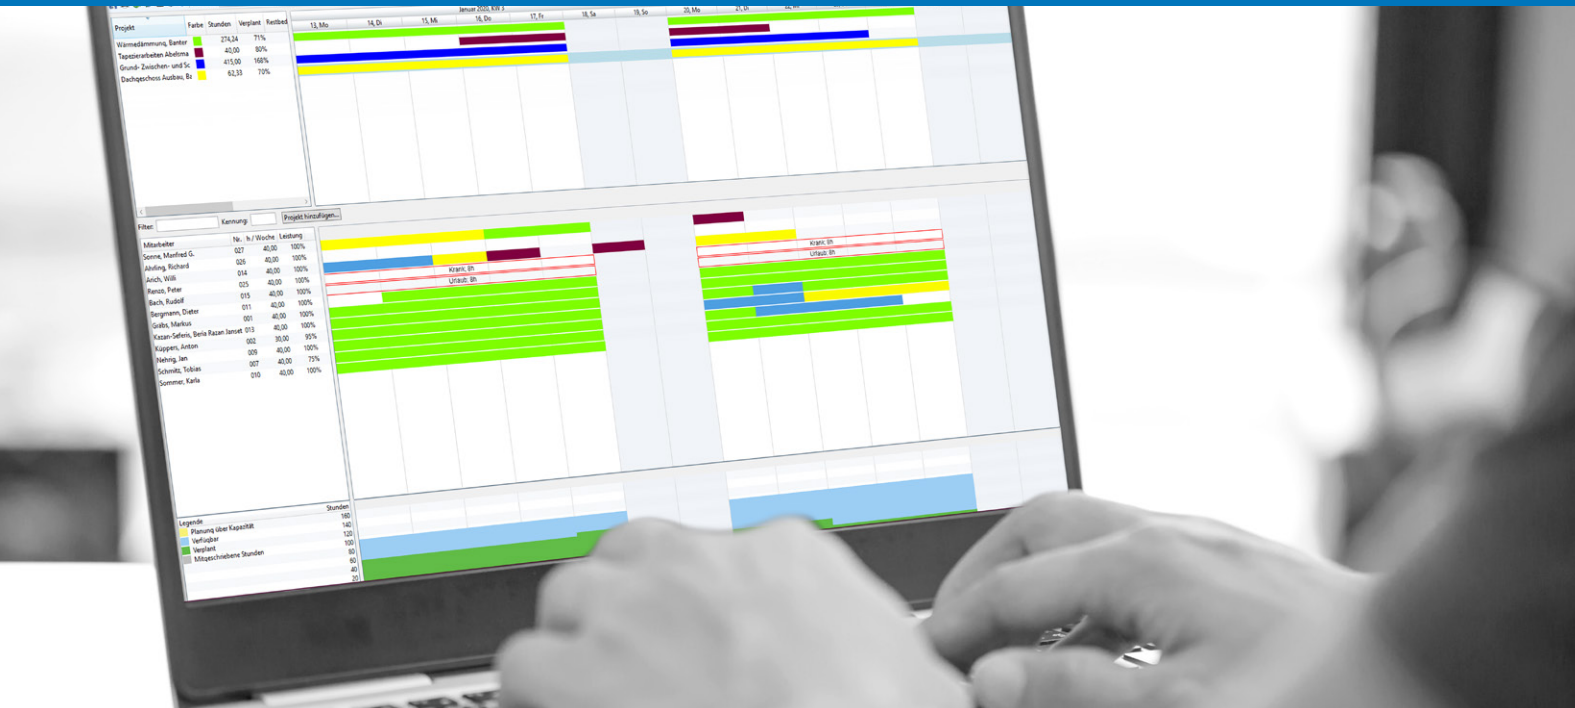 Januar 2020, KW 3
Projekt Farbe Stunden Verplant Restbed
13, Mo 14, Di 15, Mi 16, Do 17, Fr 18, Sa 18, So 20, Mo 21, Di
Wärmedämmung, Banter 274,24 71%
Tapezierarbeiten Abelsma 40,00 80%
Grund- Zwischen- und Sc 415,00 168%
Dachgeschoss Ausbau, Ba 62,33 70%
Filter: Kennung: Projekt hinzufügen...
Mitarbeiter Nr. h./Woche Leistung
Sonne, Manfred G. 027 40,00 100%
Ahrling, Richard 026 40,00 100%
Arich, Willi 014 40,00 100%
Renzo, Peter 025 40,00 100%
Bach, Rudolf 015 40,00 100%
Bergmann, Dieter 011 40,00 100%
Grabs, Markus 001 40,00 100%
Kazan-Seferis, Beria Razan Janset 013 40,00 100%
Küppers, Anton 002 30,00 95%
Nehrig, Jan 009 40,00 100%
Schmitz, Tobias 007 40,00 75%
Sommer, Karla 010 40,00 100%
Krank: 8h
Urlaub: 8h
Krank: 8h
Urlaub: 8h
Legende Stunden
Planung über Kapazität
Verfügbar
Verplant
Mitgeschriebene Stunden
160
140
120
100
80
60
40
20